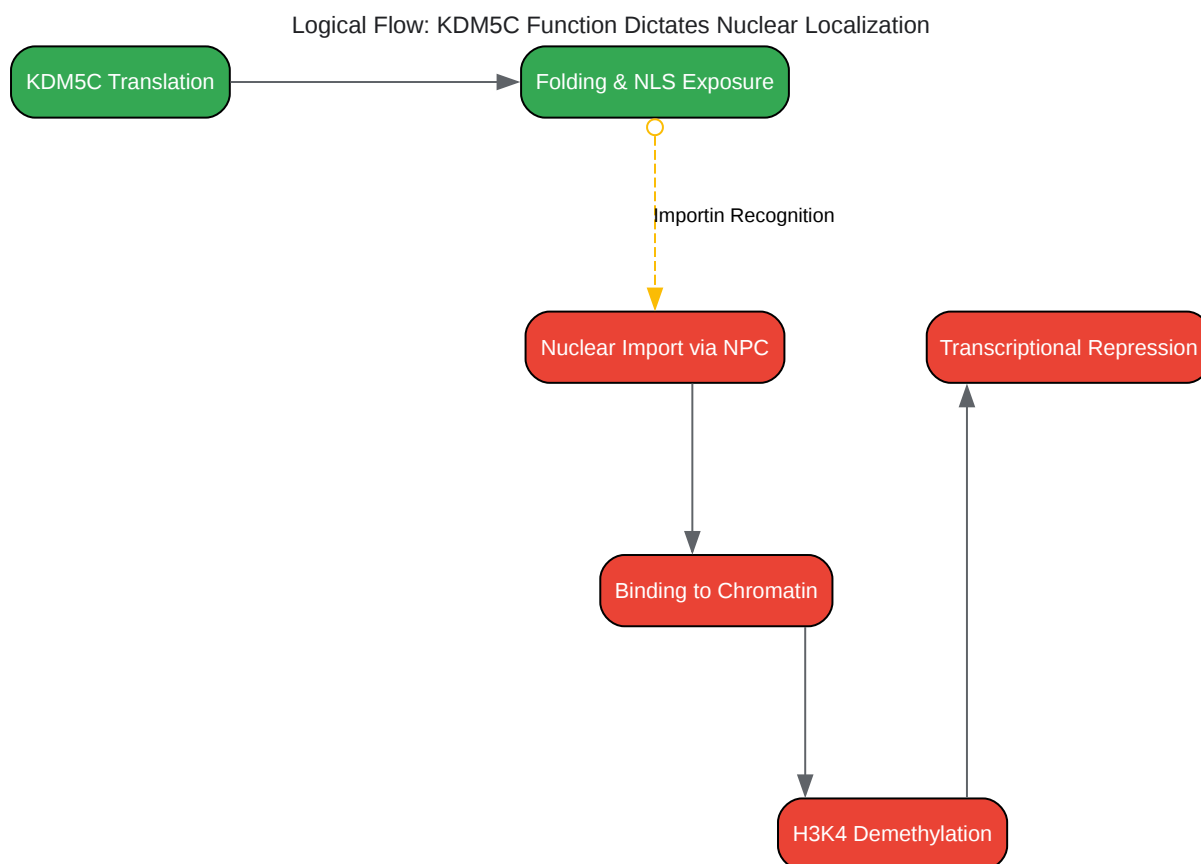 Logical Flow: KDM5C Function Dictates Nuclear Localization
KDM5C Translation
Folding & NLS Exposure
Importin Recognition
Nuclear Import via NPC
Transcriptional Repression
Binding to Chromatin
H3K4 Demethylation